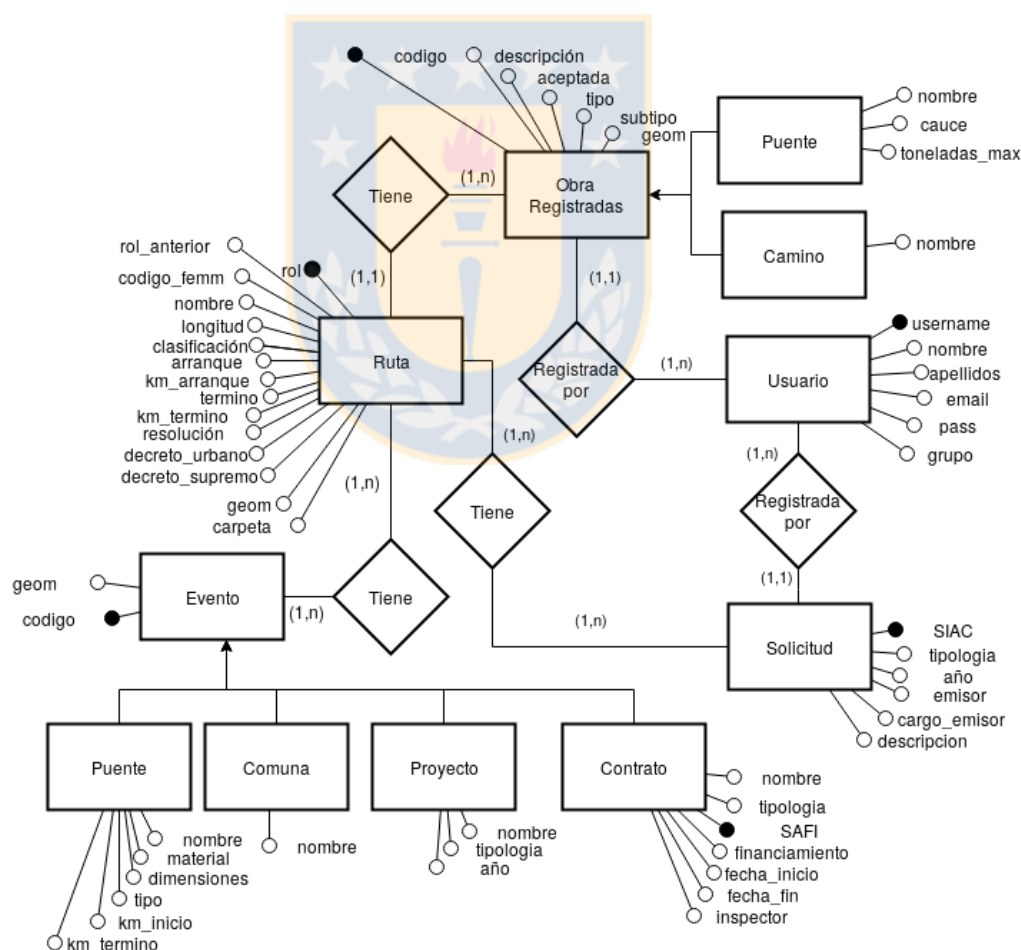 codigo
descripción
aceptada
tipo
subtipo
geom
Puente
nombre
cauce
toneladas_max
Tiene
(1,n)
Obra
Registradas
Camino
nombre
rol_anterior
rol
(1,1)
(1,1)
codigo_femm
nombre
longitud
clasificación
arranque
km_arranque
termino
km_termino
resolución
decreto_urbano
decreto_supremo
geom
carpeta
Ruta
Registrada
por
(1,n)
Usuario
username
nombre
apellidos
email
pass
grupo
(1,n)
(1,n)
(1,n)
Tiene
Registrada
por
geom
codigo
Evento
(1,n)
Tiene
(1,n)
(1,1)
Solicitud
SIAC
tipologia
año
emisor
cargo_emisor
descripcion
Puente
Comuna
Proyecto
Contrato
nombre
material
dimensiones
tipo
km_inicio
km_termino
nombre
nombre
tipologia
año
nombre
tipologia
SAFI
financiamiento
fecha_inicio
fecha_fin
inspector